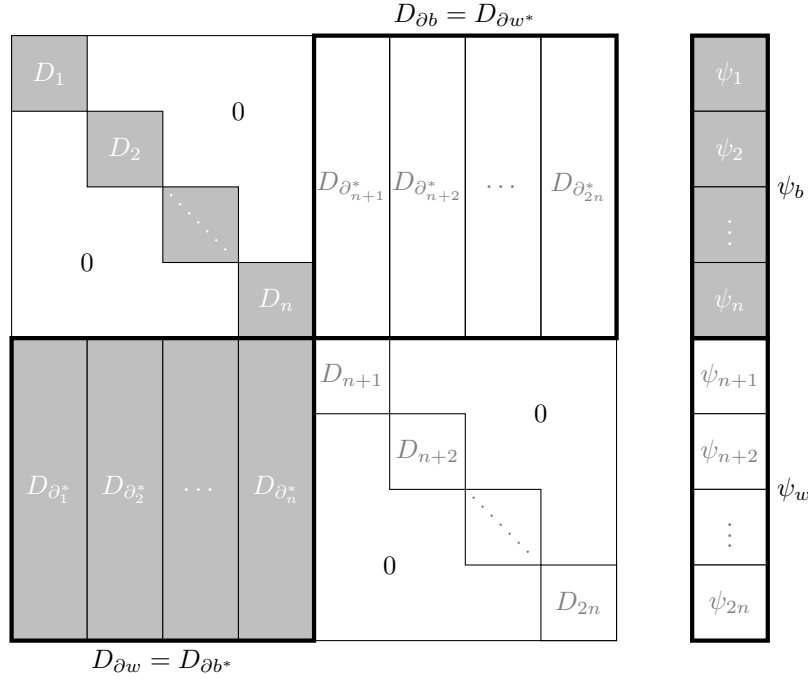 D_{∂b} = D_{∂w*}
D_1
ψ_1
0
D_2
ψ_2
D_{∂*_{n+1}} D_{∂*_{n+2}} ⋯ D_{∂*_{2n}}
ψ_b
⋱
⋮
0
D_n
ψ_n
D_{n+1}
ψ_{n+1}
0
D_{n+2}
ψ_{n+2}
D_{∂*_1} D_{∂*_2} ⋯ D_{∂*_n}
ψ_w
⋱
⋮
0
D_{2n}
ψ_{2n}
D_{∂w} = D_{∂b*}